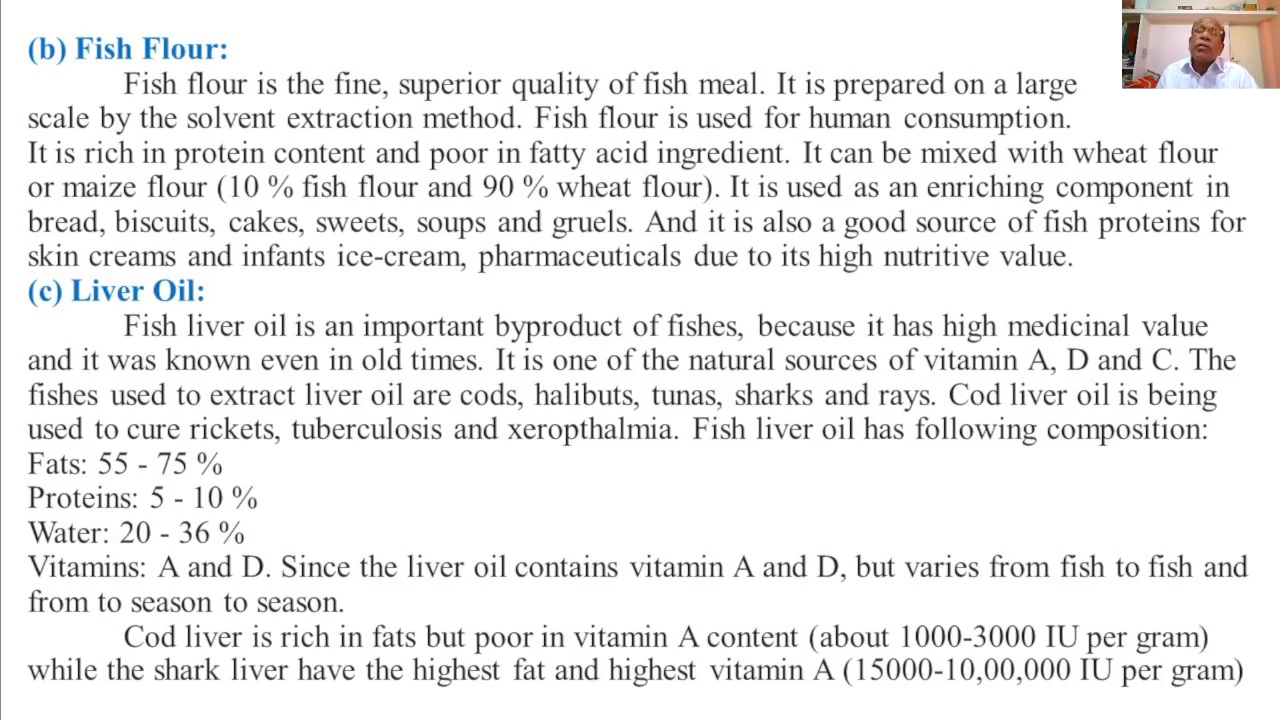 (b) Fish Flour:
Fish flour is the fine, superior quality of fish meal. It is prepared on a large
scale by the solvent extraction method. Fish flour is used for human consumption.
It is rich in protein content and poor in fatty acid ingredient. It can be mixed with wheat flour
or maize flour (10 % fish flour and 90 % wheat flour). It is used as an enriching component in
bread, biscuits, cakes, sweets, soups and gruels. And it is also a good source of fish proteins for
skin creams and infants ice-cream, pharmaceuticals due to its high nutritive value.
(c) Liver Oil:
Fish liver oil is an important byproduct of fishes, because it has high medicinal value
and it was known even in old times. It is one of the natural sources of vitamin A, D and C. The
fishes used to extract liver oil are cods, halibuts, tunas, sharks and rays. Cod liver oil is being
used to cure rickets, tuberculosis and xeropthalmia. Fish liver oil has following composition:
Fats: 55 - 75 %
Proteins: 5 - 10 %
Water: 20 - 36 %
Vitamins: A and D. Since the liver oil contains vitamin A and D, but varies from fish to fish and
from to season to season.
Cod liver is rich in fats but poor in vitamin A content (about 1000-3000 IU per gram)
while the shark liver have the highest fat and highest vitamin A (15000-10,00,000 IU per gram)